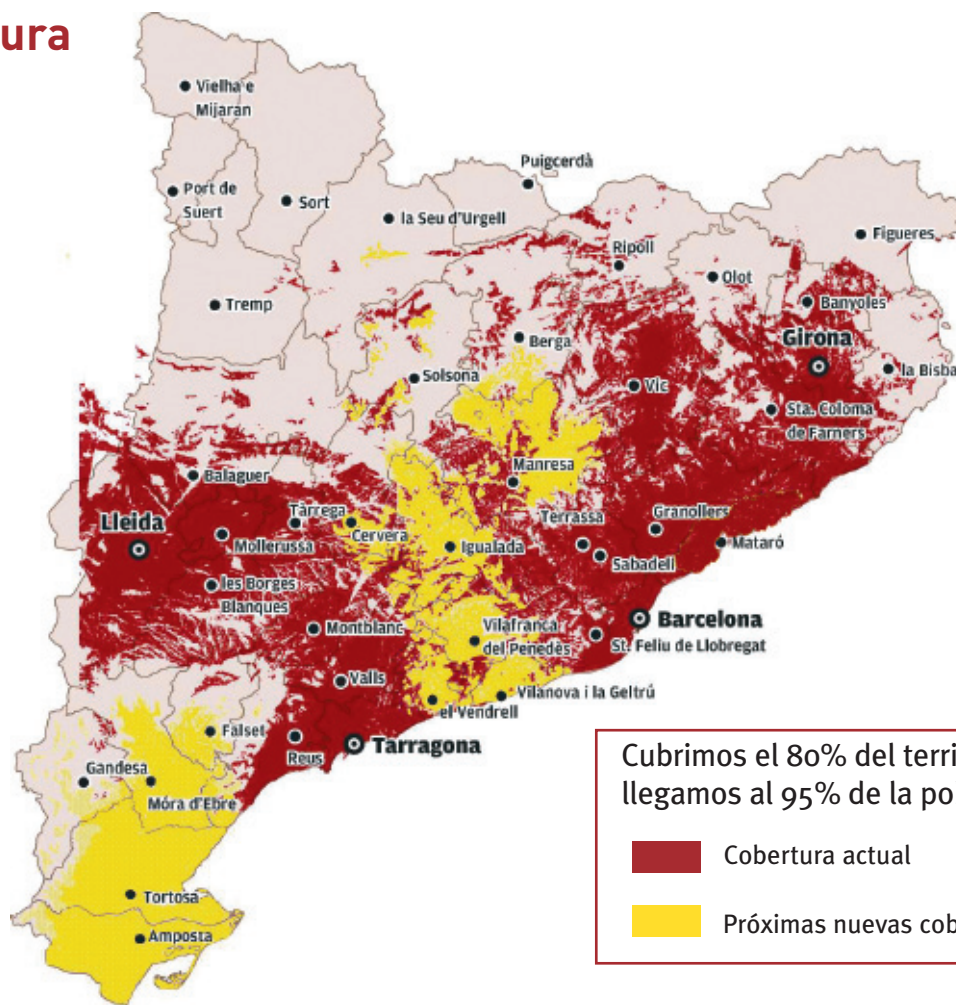 ura
Vielha e
Mijaran
Puigcerdà
Port de
Suert
Sort
la Seu d'Urgell
Figueres
Ripoll
Olot
Tremp
Banyoles
Girona
Berga
la Bisba
Solsona
Vic
Sta. Coloma
de Farners
Manresa
Balaguer
Tàrrega
Cervera
Lleida
Mollerussa
Igualada
Terrassa
Granollers
Sabadell
Mataró
les Borges
Blanques
Montblanc
Vilafranca
del Penedès
Barcelona
St. Feliu de Llobregat
Valls
Vilanova i la Geltrú
el Vendrell
Falset
Reus
Tarragona
Gandesa
Móra d'Ebre
Tortosa
Amposta
Cubrimos el 80% del terri
llegamos al 95% de la po
Cobertura actual
Próximas nuevas cob